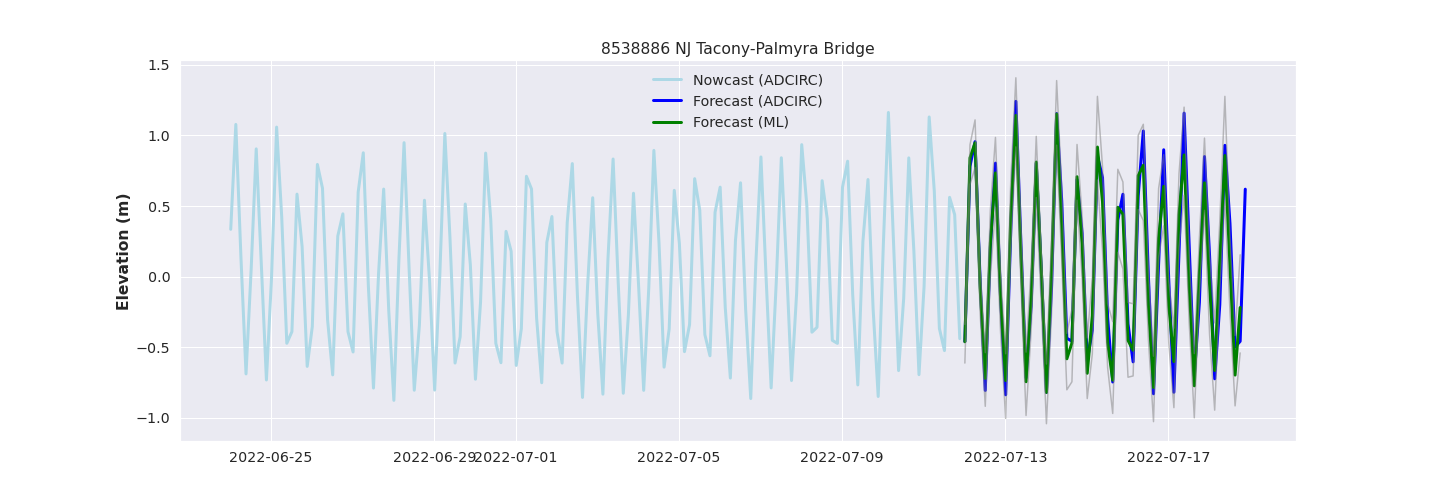 8538886 NJ Tacony-Palmyra Bridge
Nowcast (ADCIRC)
Forecast (ADCIRC)
Forecast (ML)
Elevation (m)
1.5
1.0
0.5
0.0
−0.5
−1.0
2022-06-25
2022-06-29
2022-07-01
2022-07-05
2022-07-09
2022-07-13
2022-07-17